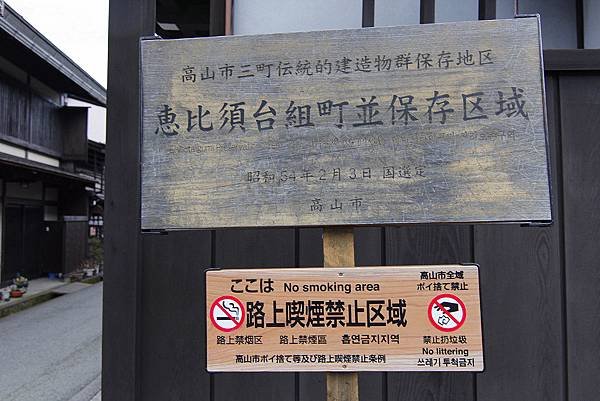 高山市三町伝統的建造物群保存地区
恵比須台組町並保存区域
昭和54年2月3日 国選定
高山市
ここは No smoking area
路上喫煙禁止区域
路上禁烟区 路上禁煙區 흡연금지지역
高山市ポイ捨て等及び路上喫煙禁止条例
高山市全域
ポイ捨て禁止
禁止扔垃圾
No littering
쓰레기 투척금지